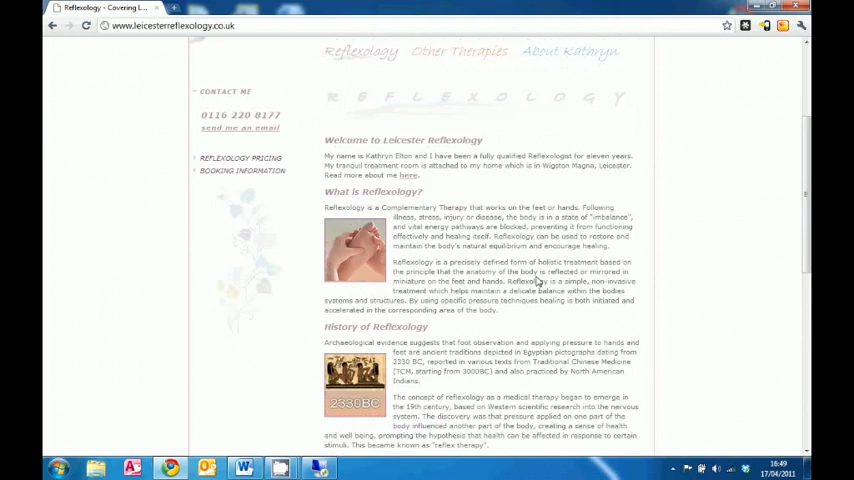 Reflexology - Covering L...
www.leicesterreflexology.co.uk
Reflexology Other Therapies About Kathryn
CONTACT ME
REFLEXOLOGY
0116 220 8177
send me an email
Welcome to Leicester Reflexology
My name is Kathryn Elton and I have been a fully qualified Reflexologist for eleven years.
REFLEXOLOGY PRICING
My tranquil treatment room is attached to my home which is in Wigston Magna, Leicester.
BOOKING INFORMATION
Read more about me here.
What is Reflexology?
Reflexology is a Complementary Therapy that works on the feet or hands. Following
illness, stress, injury or disease, the body is in a state of "imbalance",
and vital energy pathways are blocked, preventing it from functioning
effectively and healing itself. Reflexology can be used to restore and
maintain the body's natural equilibrium and encourage healing.
Reflexology is a precisely defined form of holistic treatment based on
the principle that the anatomy of the body is reflected or mirrored in
miniature on the feet and hands. Reflexology is a simple, non-invasive
treatment which helps maintain a delicate balance within the bodies
systems and structures. By using specific pressure techniques healing is both initiated and
accelerated in the corresponding area of the body.
History of Reflexology
Archaeological evidence suggests that foot observation and applying pressure to hands and
feet are ancient traditions depicted in Egyptian pictographs dating from
2330 BC, reported in various texts from Traditional Chinese Medicine
(TCM, starting from 3000BC) and also practiced by North American
Indians.
2330BC
The concept of reflexology as a medical therapy began to emerge in
the 19th century, based on Western scientific research into the nervous
system. The discovery was that pressure applied on one part of the
body influenced another part of the body, creating a sense of health
and well being, prompting the hypothesis that health can be affected in response to certain
stimuli. This became known as "reflex therapy".
16:49
17/04/2011